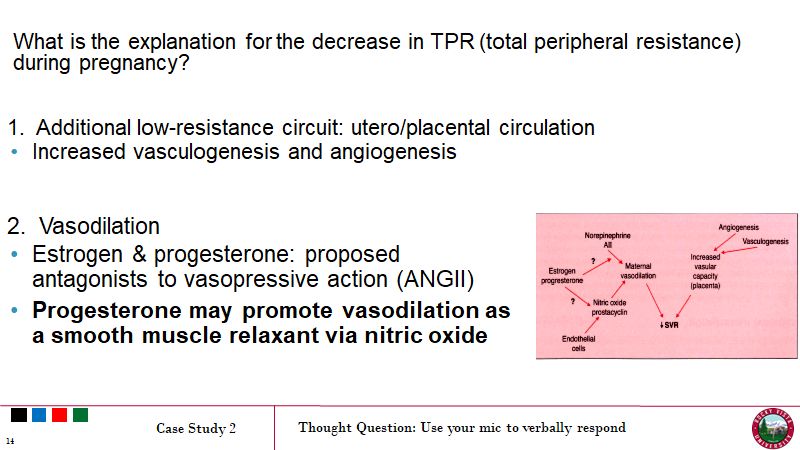 What is the explanation for the decrease in TPR (total peripheral resistance)
during pregnancy?
1. Additional low-resistance circuit: utero/placental circulation
• Increased vasculogenesis and angiogenesis
2. Vasodilation
• Estrogen & progesterone: proposed
antagonists to vasopressive action (ANGII)
• Progesterone may promote vasodilation as
a smooth muscle relaxant via nitric oxide
Norepinephrine
AII
?
Estrogen
progresterone
?
Maternal
vasodilation
Nitric oxide
prostacyclin
Endothelial
cells
Angiogenesis
Vasculogenesis
Increased
vasular
capacity
(placenta)
↓SVR
Case Study 2
Thought Question: Use your mic to verbally respond
14
ROCKY VISTA
UNIVERSITY